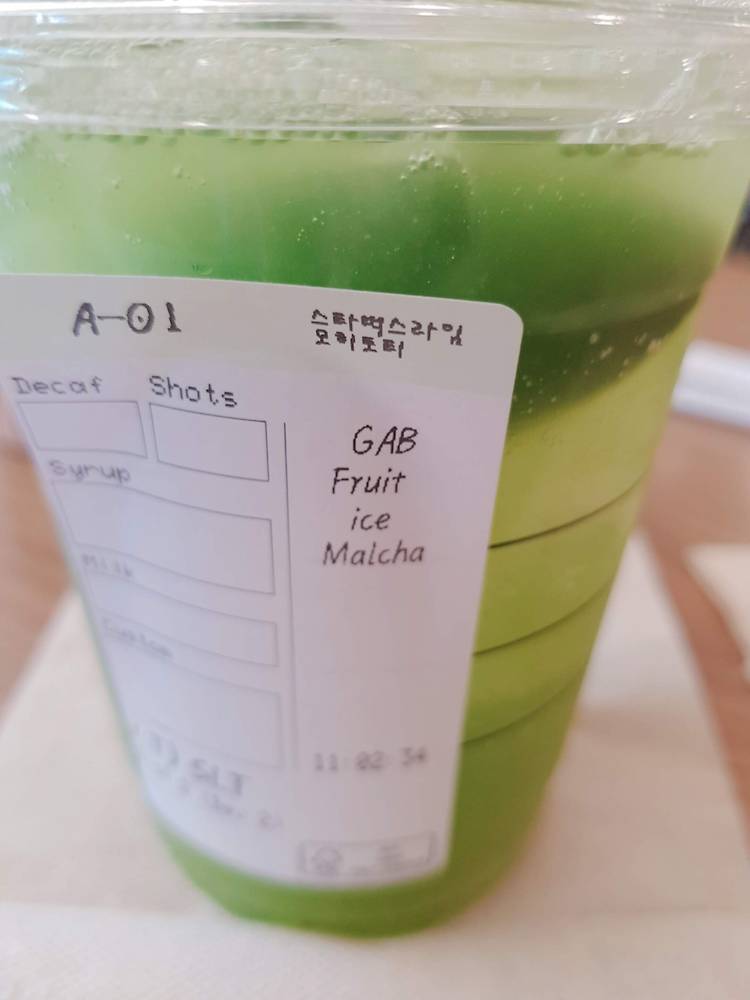 A-01
스타벅스라임
모히토티
Decaf Shots
Syrup
Milk
Custom
GAB
Fruit
ice
Malcha
11:02:54